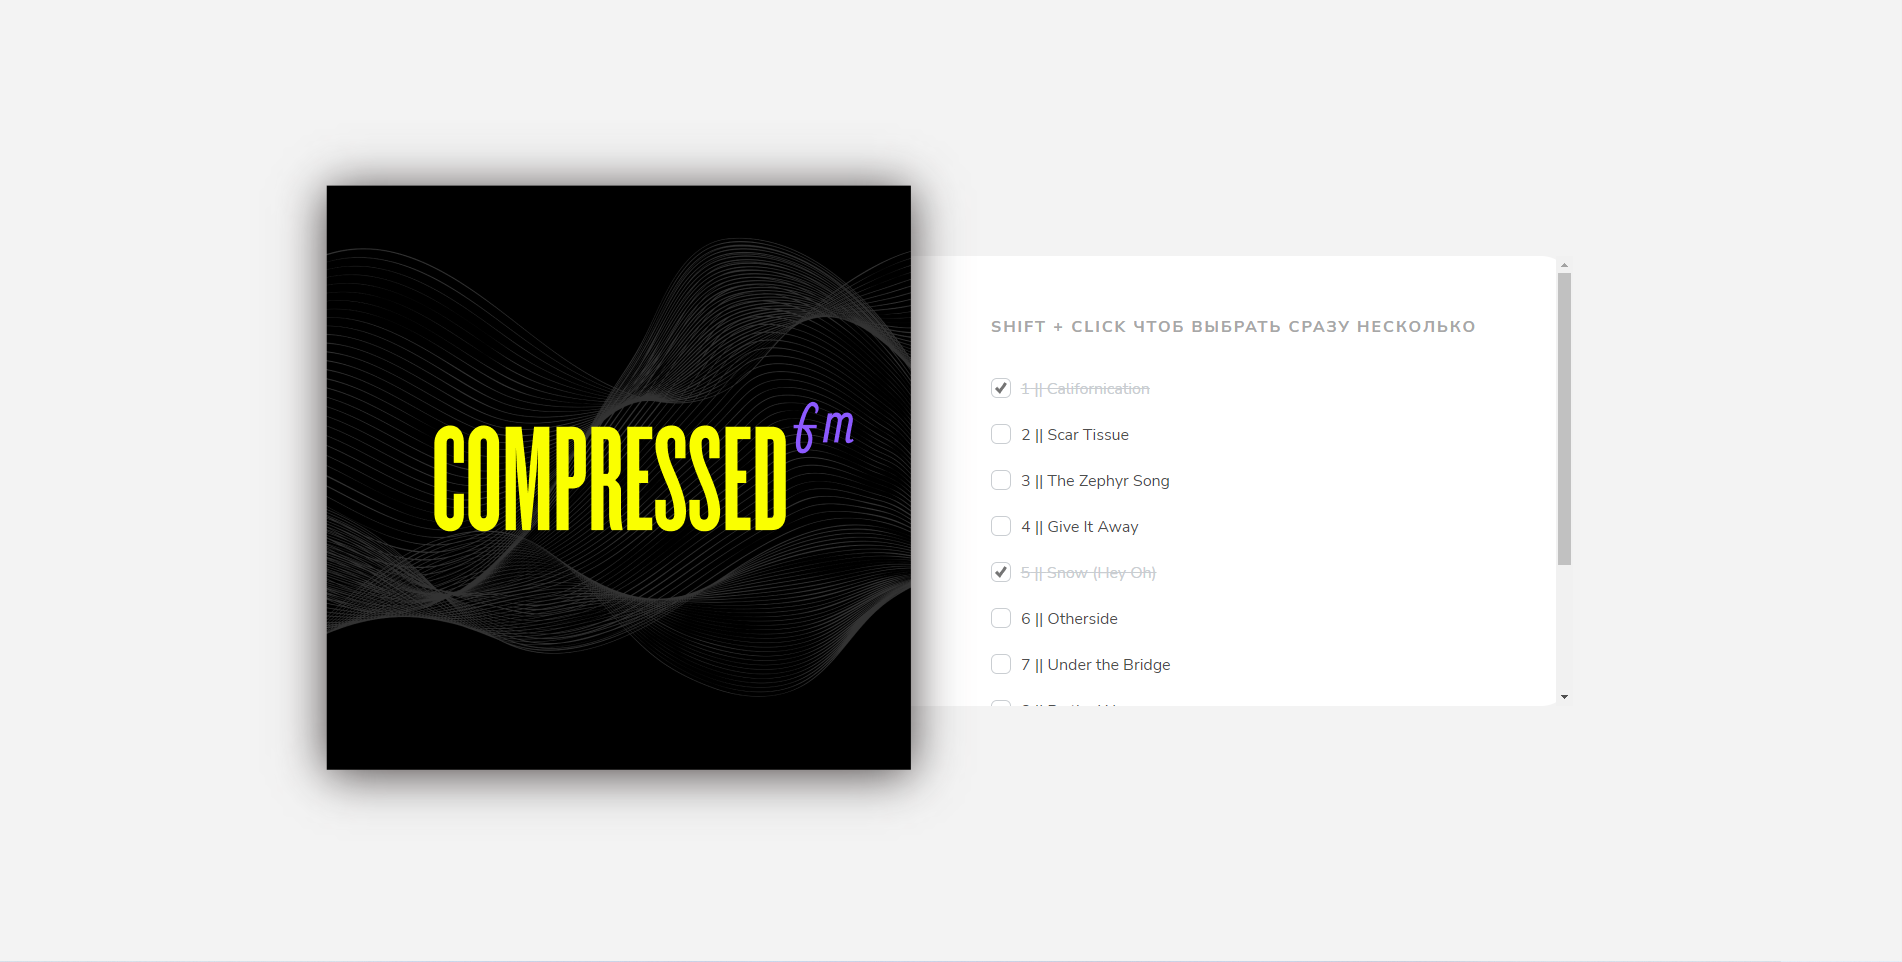 COMPRESSED fm
SHIFT + CLICK ЧТОБ ВЫБРАТЬ СРАЗУ НЕСКОЛЬКО
1 || Californication
2 || Scar Tissue
3 || The Zephyr Song
4 || Give It Away
5 || Snow (Hey Oh)
6 || Otherside
7 || Under the Bridge